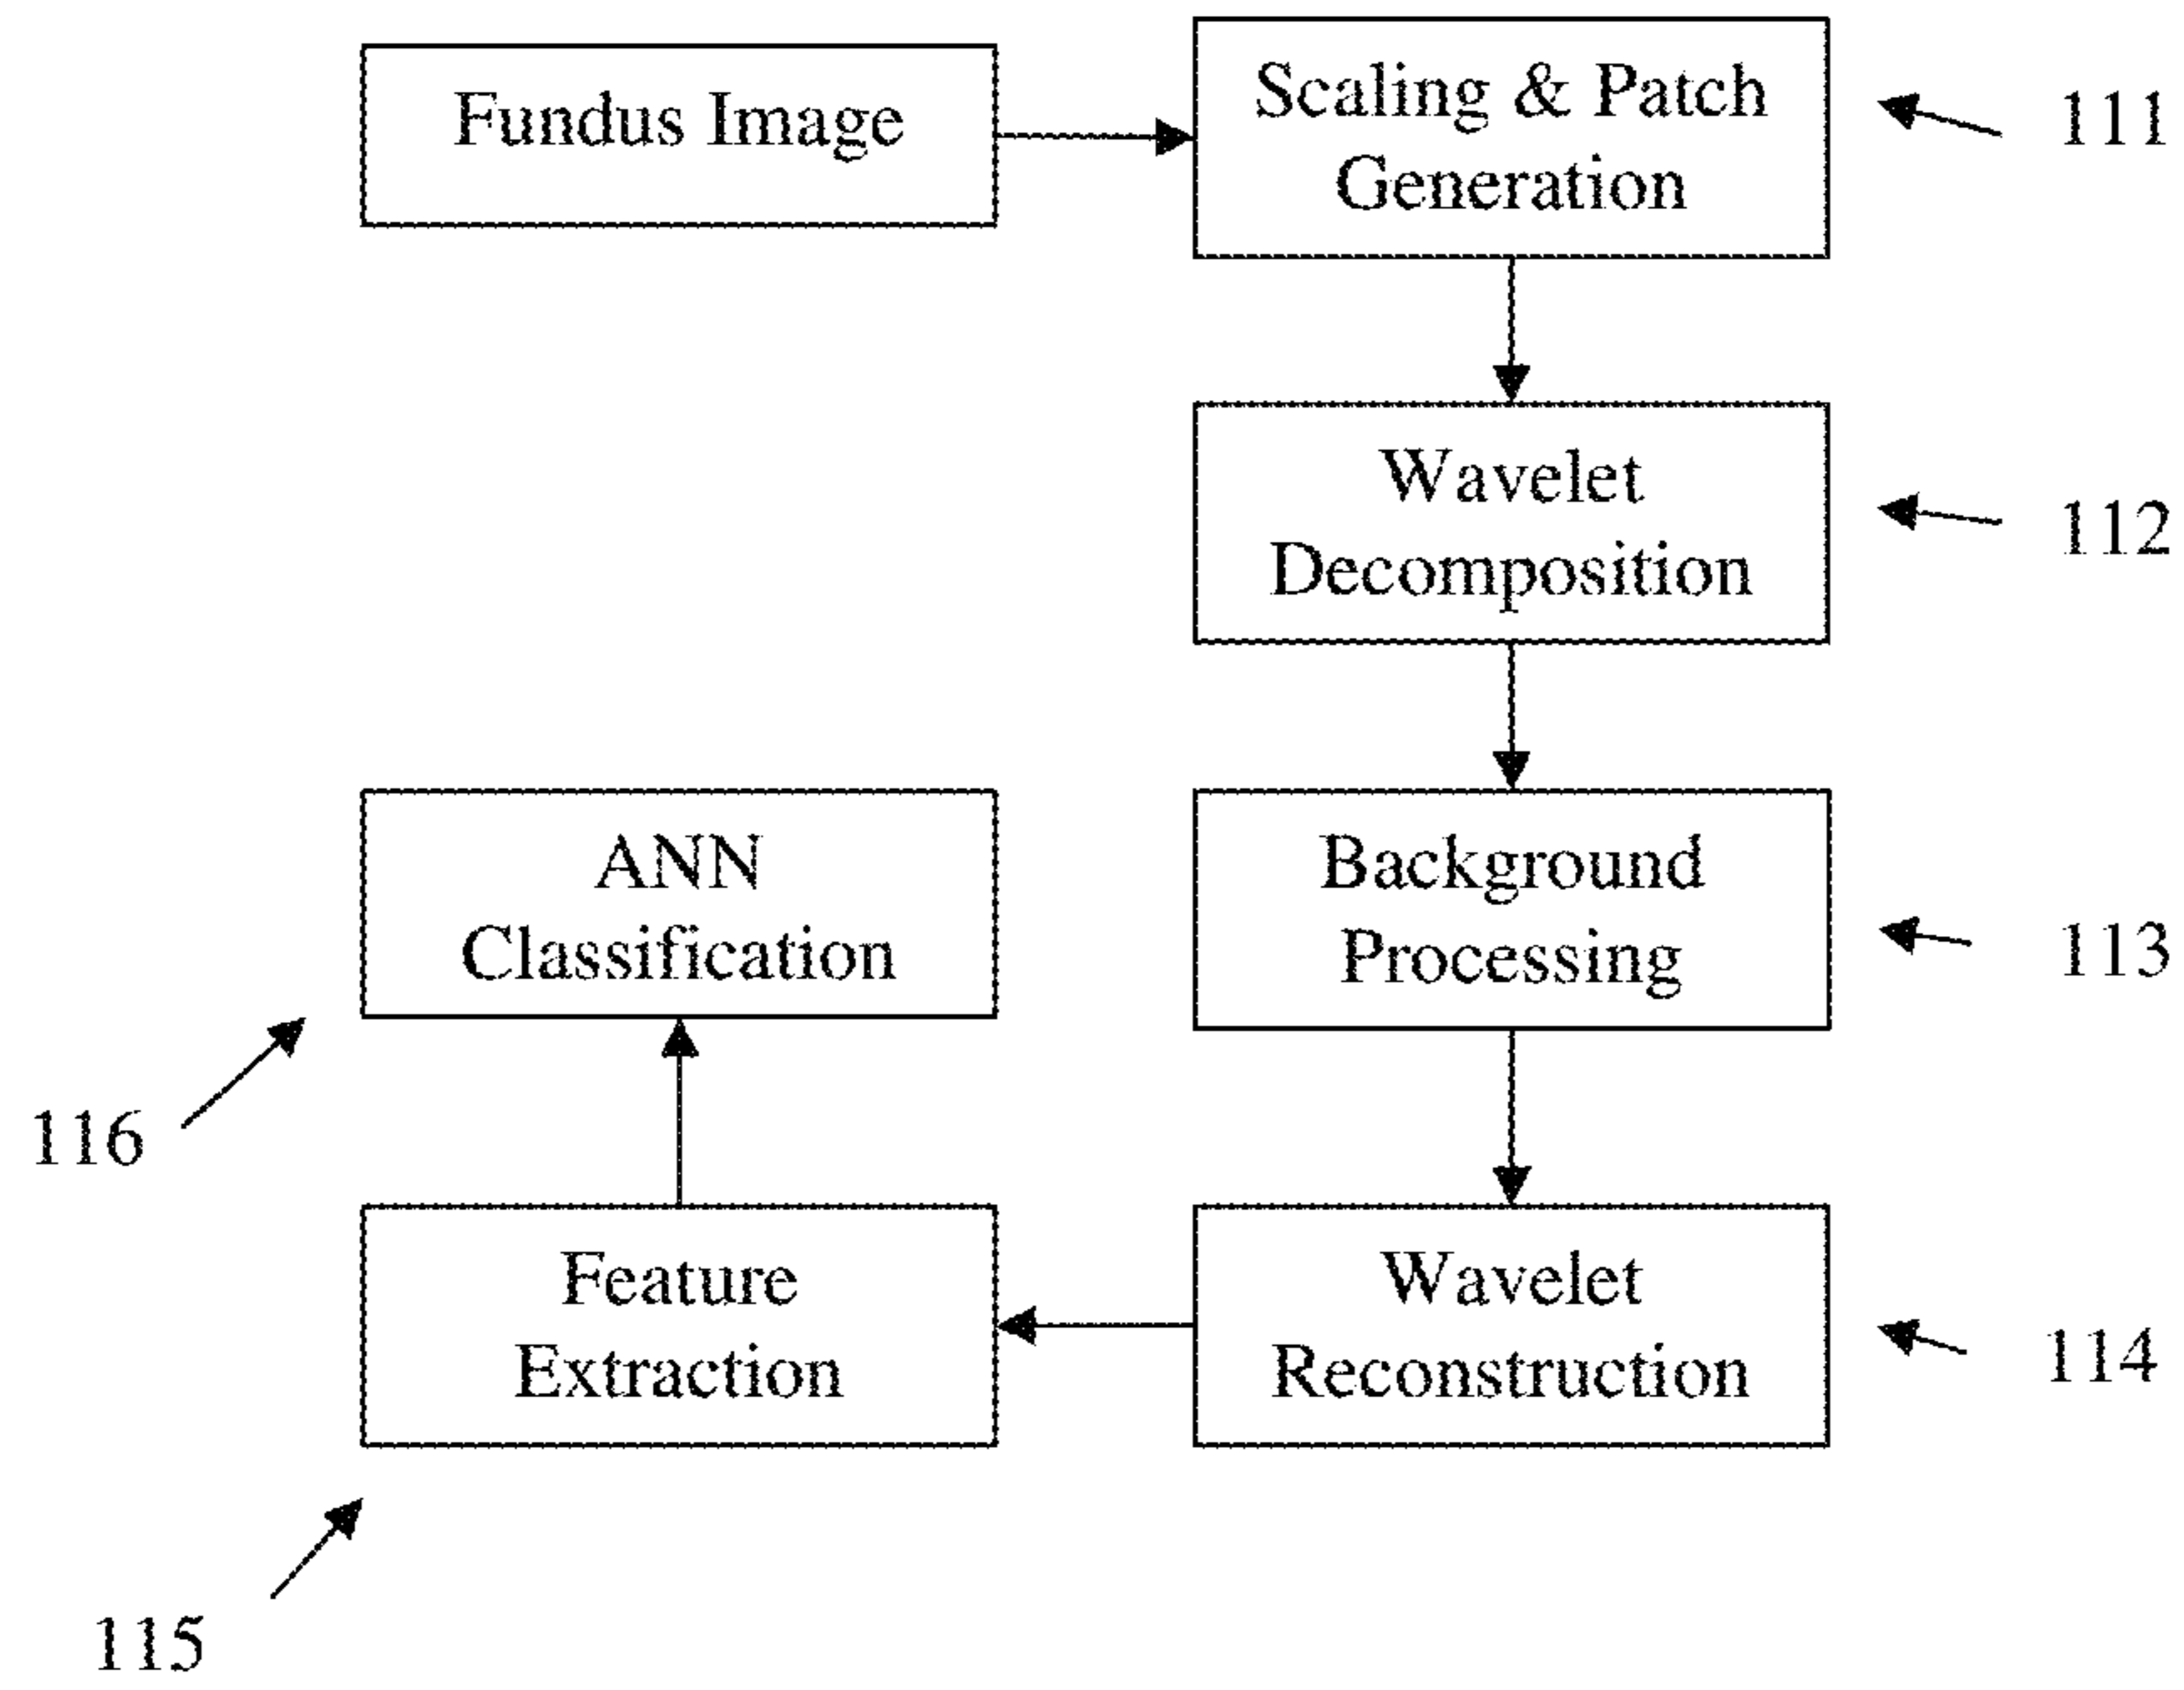 Fundus Image
Scaling & Patch
Generation
111
Wavelet
Decomposition
112
Background
Processing
113
ANN
Classification
116
Wavelet
Reconstruction
114
Feature
Extraction
115